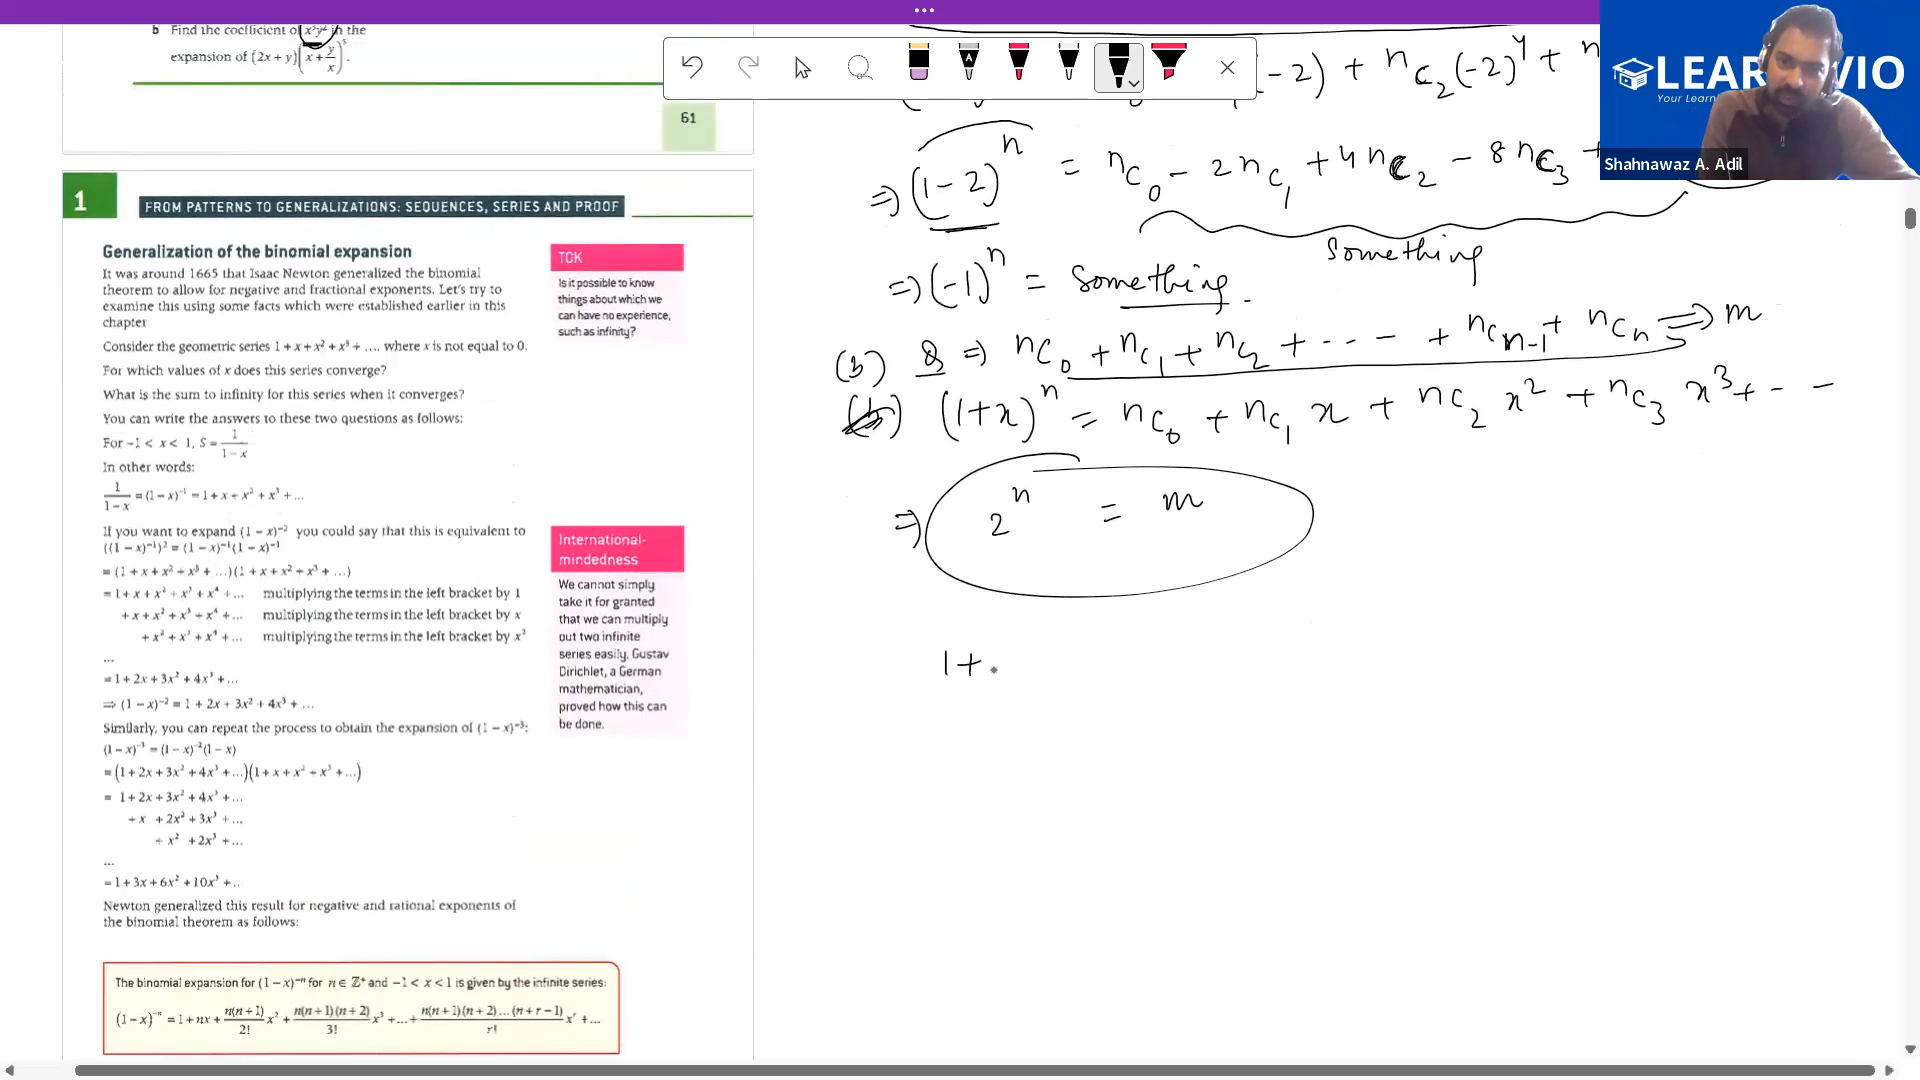 b Find the coefficient of x³y² in the
expansion of (2x + y)(x + y/x)⁵.
61
1
FROM PATTERNS TO GENERALIZATIONS: SEQUENCES, SERIES AND PROOF
Generalization of the binomial expansion
It was around 1665 that Isaac Newton generalized the binomial
theorem to allow for negative and fractional exponents. Let's try to
examine this using some facts which were established earlier in this
chapter
Consider the geometric series 1 + x + x² + x³ + …, where x is not equal to 0.
For which values of x does this series converge?
What is the sum to infinity for this series when it converges?
You can write the answers to these two questions as follows:
For −1 < x < 1, S = 1/(1 − x)
In other words:
1/(1 − x) = (1 − x)⁻¹ = 1 + x + x² + x³ + …
If you want to expand (1 − x)⁻² you could say that this is equivalent to
((1 − x)⁻¹)² = (1 − x)⁻¹(1 − x)⁻¹
= (1 + x + x² + x³ + …)(1 + x + x² + x³ + …)
= 1 + x + x² + x³ + x⁴ + … multiplying the terms in the left bracket by 1
+ x + x² + x³ + x⁴ + … multiplying the terms in the left bracket by x
+ x² + x³ + x⁴ + … multiplying the terms in the left bracket by x²
…
= 1 + 2x + 3x² + 4x³ + …
⇒ (1 − x)⁻² = 1 + 2x + 3x² + 4x³ + …
Similarly, you can repeat the process to obtain the expansion of (1 − x)⁻³:
(1 − x)⁻³ = (1 − x)⁻²(1 − x)
= (1 + 2x + 3x² + 4x³ + …)(1 + x + x² + x³ + …)
= 1 + 2x + 3x² + 4x³ + …
+ x + 2x² + 3x³ + …
+ x² + 2x³ + …
…
= 1 + 3x + 6x² + 10x³ + ..
Newton generalized this result for negative and rational exponents of
the binomial theorem as follows:
The binomial expansion for (1 − x)⁻ⁿ for n ∈ ℤ⁺ and −1 < x < 1 is given by the infinite series:
(1 − x)⁻ⁿ = 1 + nx + n(n + 1)/2! x² + n(n + 1)(n + 2)/3! x³ + … + n(n + 1)(n + 2)…(n + r − 1)/r! xʳ + …
TOK
Is it possible to know
things about which we
can have no experience,
such as infinity?
International-
mindedness
We cannot simply
take it for granted
that we can multiply
out two infinite
series easily. Gustav
Dirichlet, a German
mathematician,
proved how this can
be done.
−2) + nC₂(−2)⁴ + n
⇒ (1−2)ⁿ = nC₀ − 2nC₁ + 4nC₂ − 8nC₃ +
Something
⇒ (−1)ⁿ = Something.
(b) Q ⇒ nC₀ + nC₁ + nC₂ + ---- + nCₙ₋₁ + nCₙ ⇒ m
(1+x)ⁿ = nC₀ + nC₁ x + nC₂ x² + nC₃ x³ + - -
⇒ 2ⁿ = m
1 +
Your Learn
Shahnawaz A. Adil